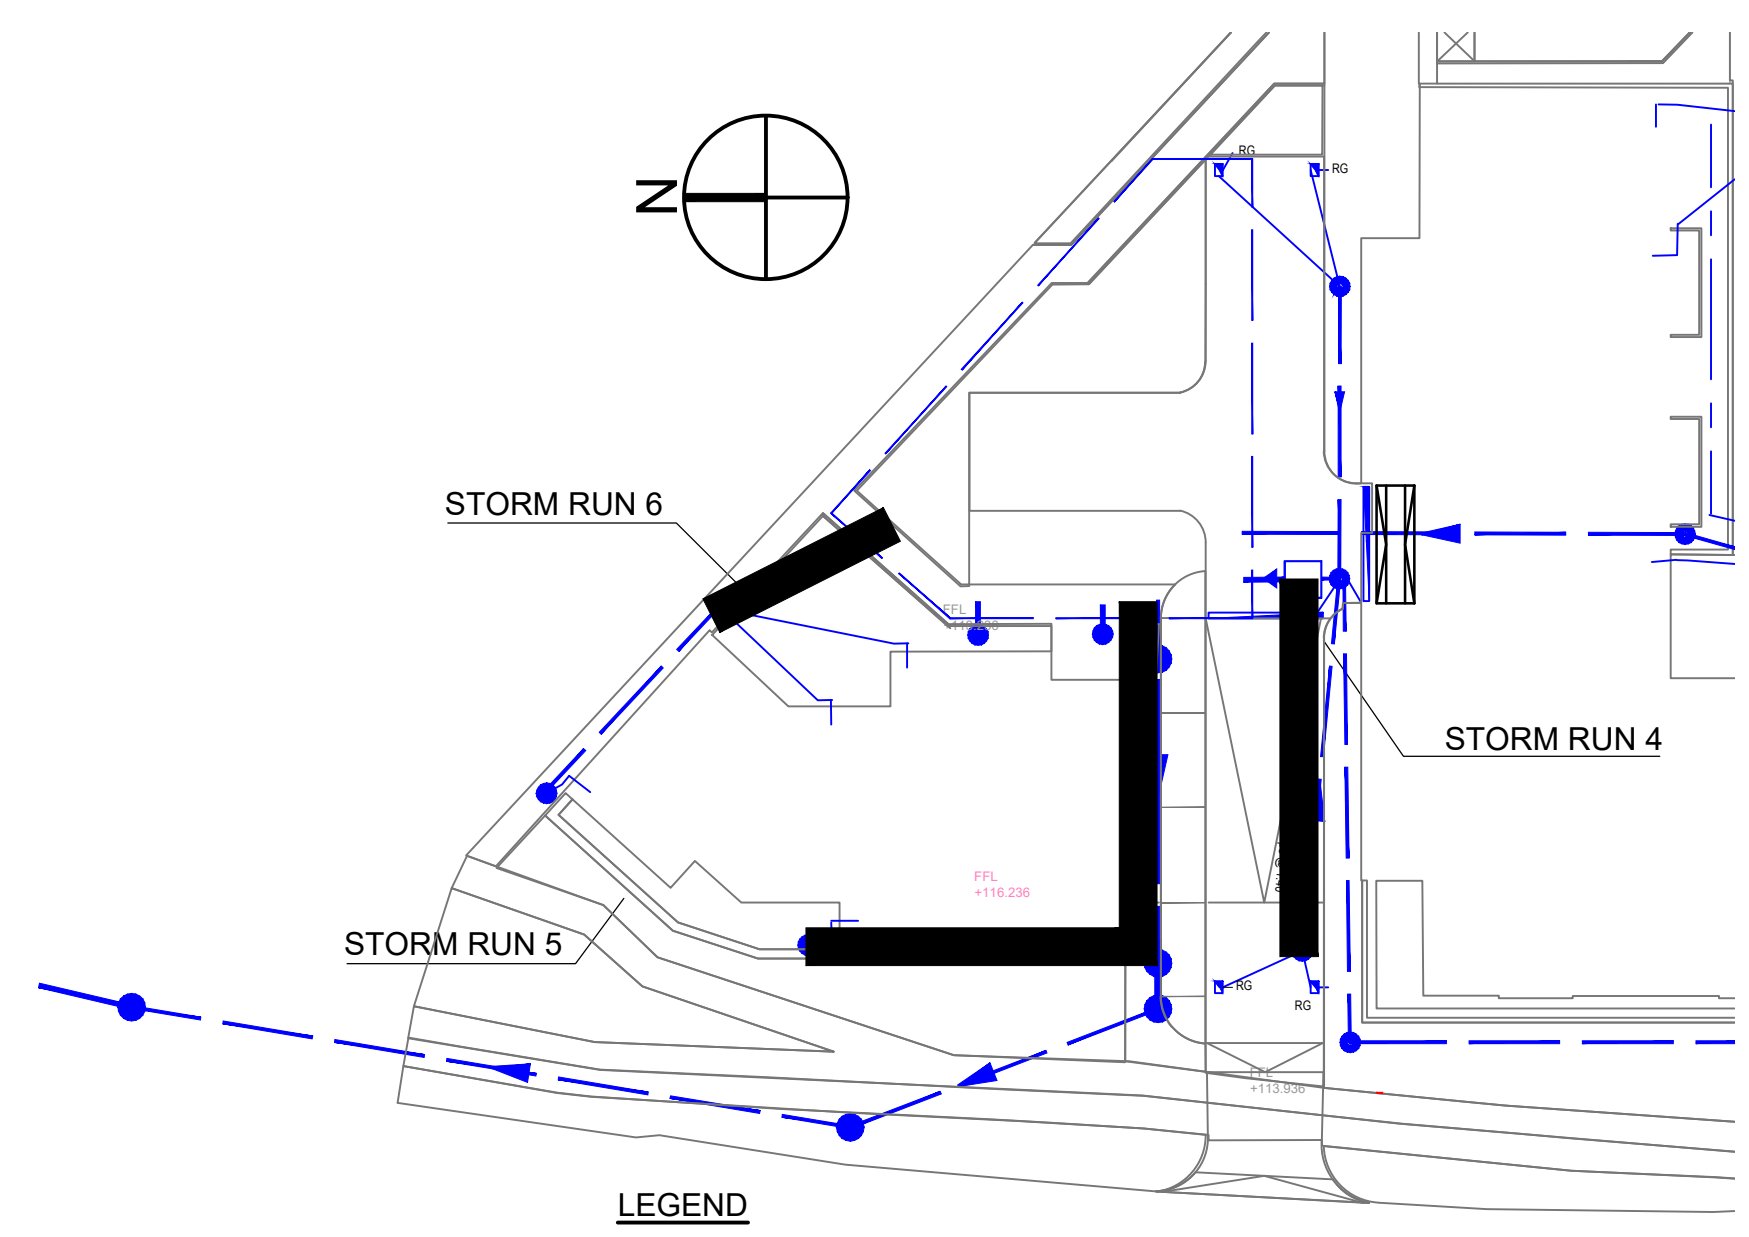 RG
RG
N
STORM RUN 6
FFL
STORM RUN 4
FFL
+116.236
STORM RUN 5
RG
RG
FFL
+113.936
LEGEND